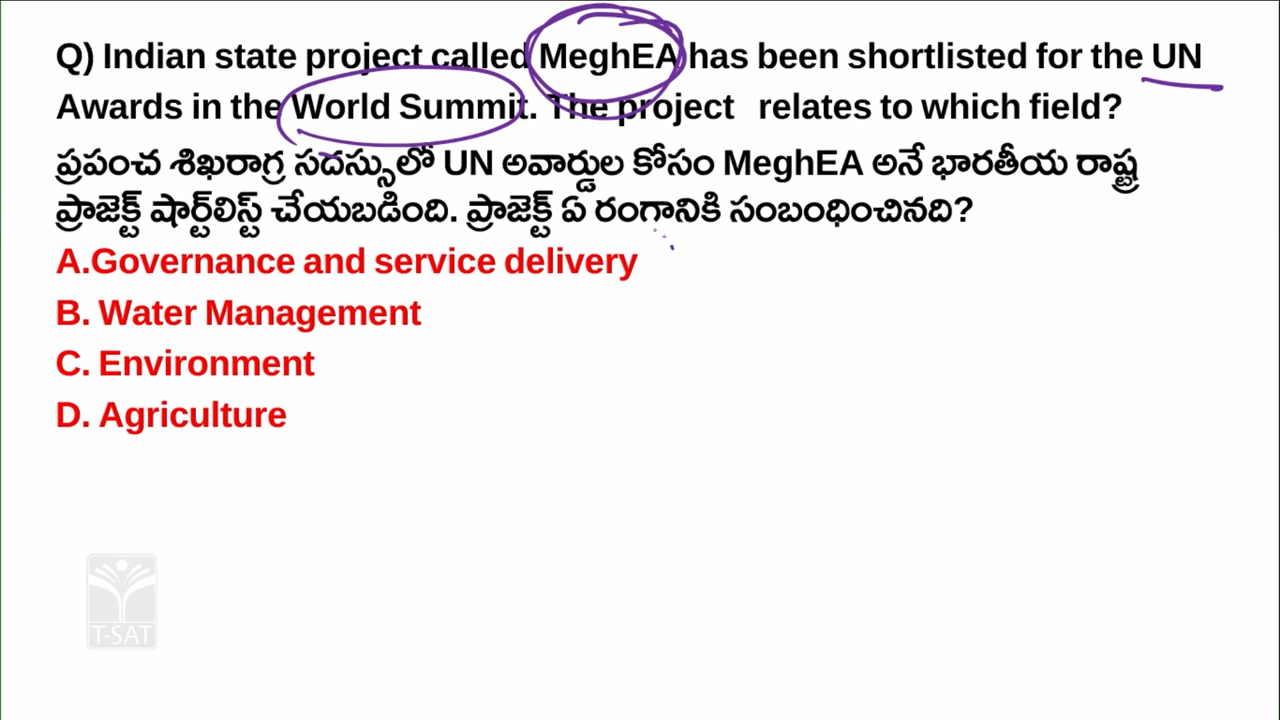 Q) Indian state project called MeghEA has been shortlisted for the UN
Awards in the World Summit. The project relates to which field?
ప్రపంచ శిఖరాగ్ర సదస్సులో UN అవార్డుల కోసం MeghEA అనే భారతీయ రాష్ట్ర
ప్రాజెక్ట్ షార్ట్‌లిస్ట్ చేయబడింది. ప్రాజెక్ట్ ఏ రంగానికి సంబంధించినది?
A.Governance and service delivery
B. Water Management
C. Environment
D. Agriculture
T-SAT